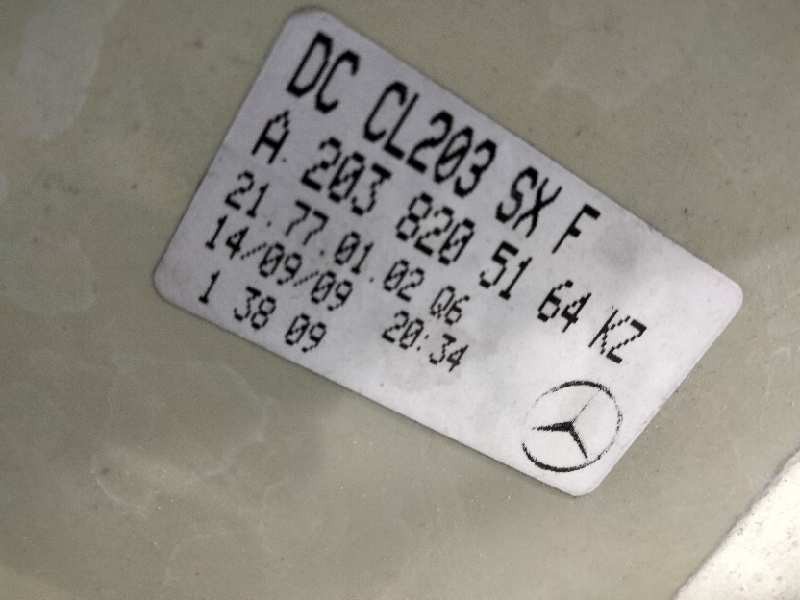 DC CL203 SX F
A 203 820 51 64 KZ
21.77.01.02 Q6
14/09/09 20:34
1 38 09